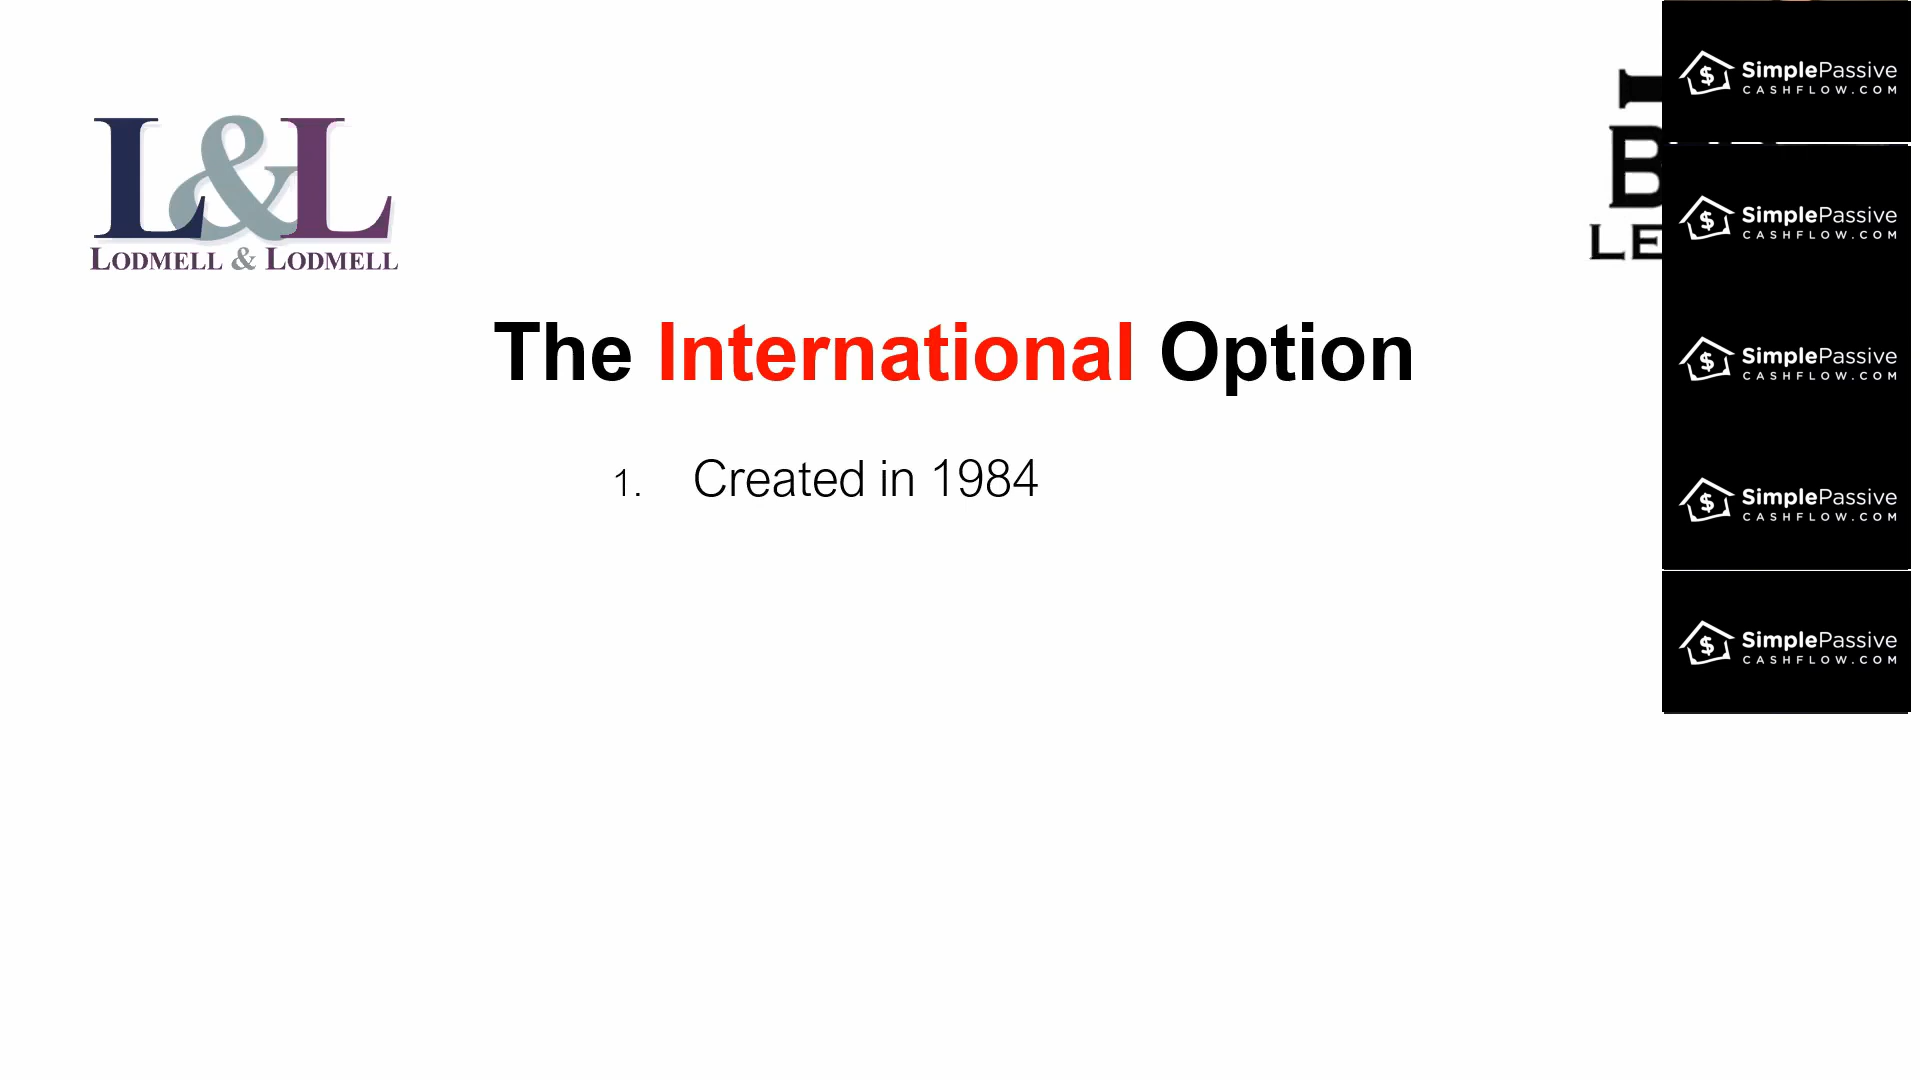 L&L
LODMELL & LODMELL
The International Option
1. Created in 1984
SimplePassive
CASHFLOW.COM
SimplePassive
CASHFLOW.COM
SimplePassive
CASHFLOW.COM
SimplePassive
CASHFLOW.COM
SimplePassive
CASHFLOW.COM